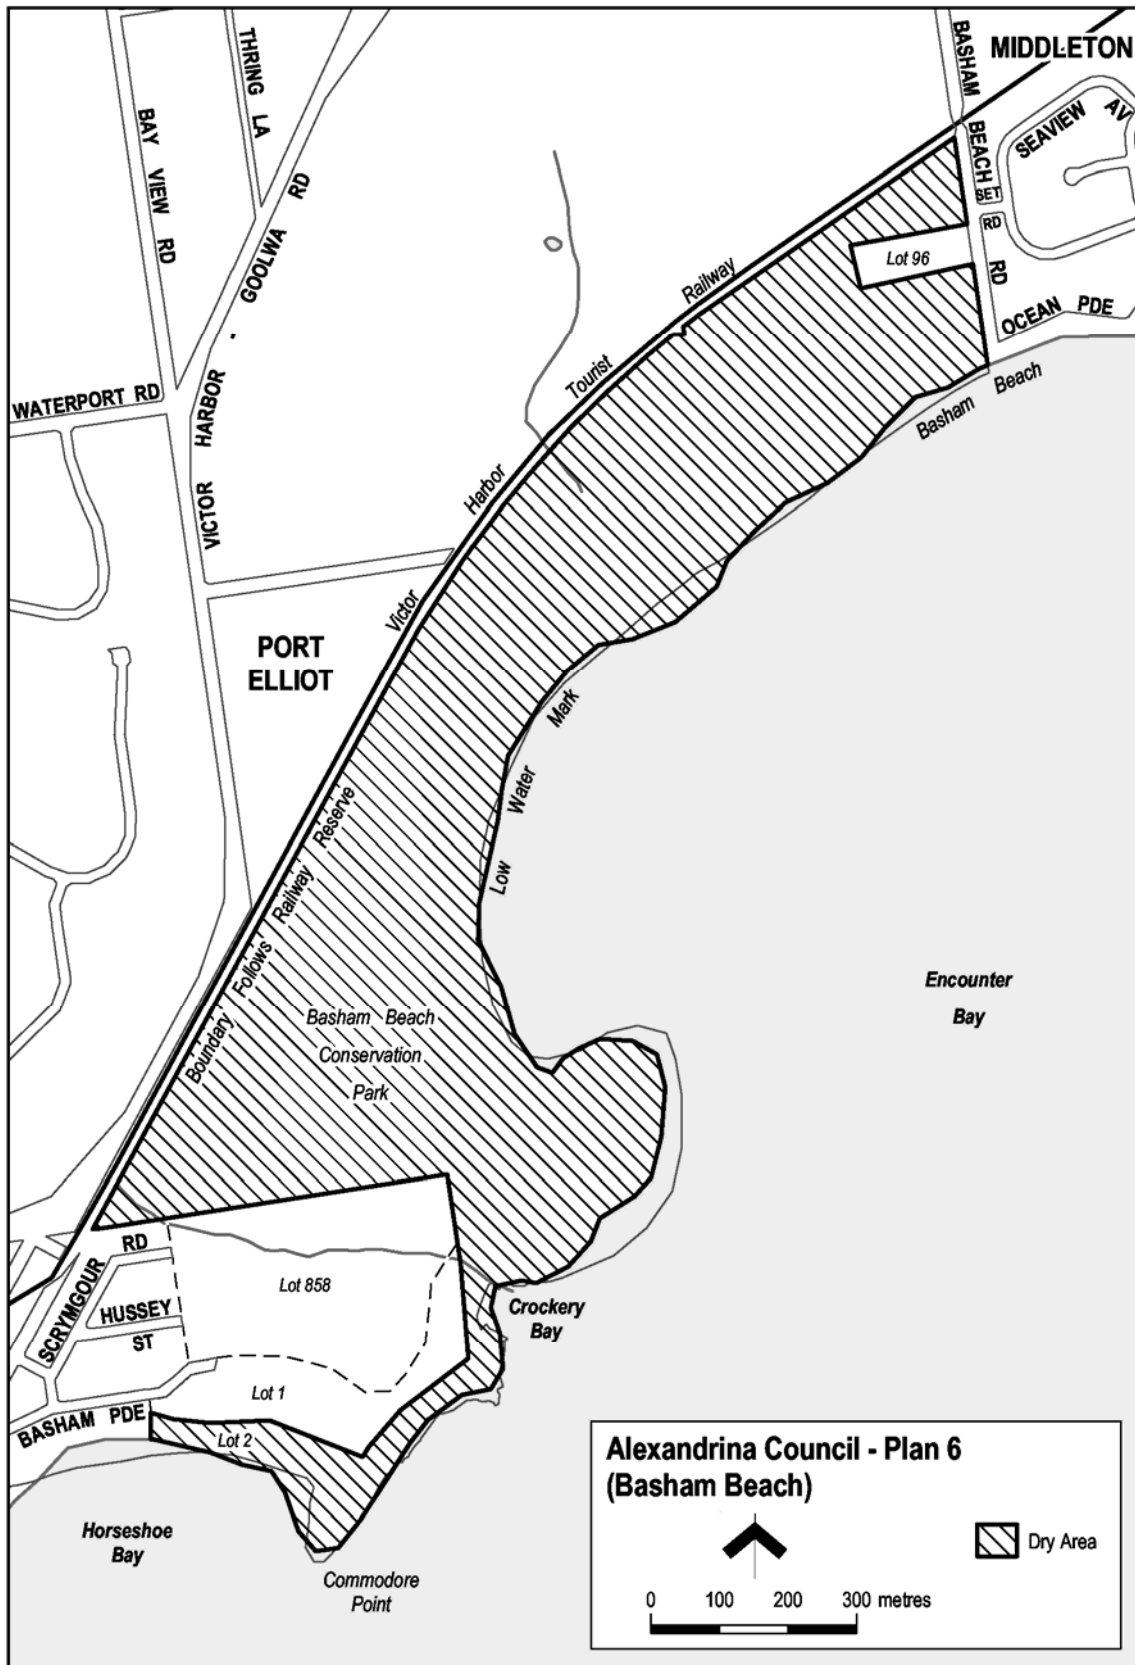 MIDDLETON
BASHAM BEACH RD
THRING LA
BAY VIEW RD
GOOLWA RD
VICTOR HARBOR
SEAVIEW AV
SET
RD
Lot 96
OCEAN PDE
WATERPORT RD
Basham Beach
Victor Harbor Tourist Railway
PORT
ELLIOT
Low Water Mark
Boundary Follows Railway Reserve
Encounter
Bay
Basham Beach
Conservation
Park
SCRYMGOUR RD
Lot 858
HUSSEY
ST
Crockery
Bay
Lot 1
BASHAM PDE
Lot 2
Horseshoe
Bay
Commodore
Point
Alexandrina Council - Plan 6
(Basham Beach)
Dry Area
0 100 200 300 metres